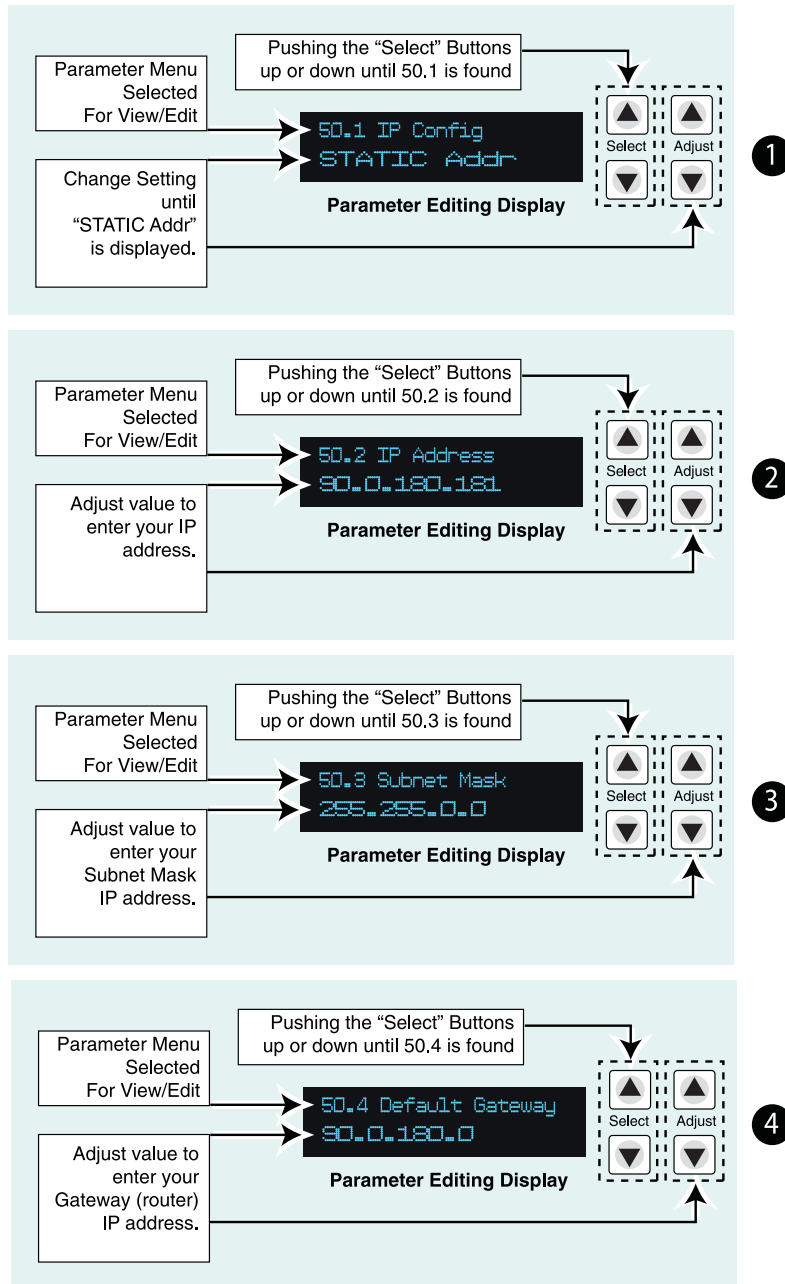 Pushing the “Select” Buttons
up or down until 50.1 is found
Parameter Menu
Selected
For View/Edit
50.1 IP Config
STATIC Addr
Change Setting
until
“STATIC Addr”
is displayed.
Parameter Editing Display
Select
Adjust
1
Pushing the “Select” Buttons
up or down until 50.2 is found
Parameter Menu
Selected
For View/Edit
50.2 IP Address
90.0.180.181
Adjust value to
enter your IP
address.
Parameter Editing Display
Select
Adjust
2
Pushing the “Select” Buttons
up or down until 50.3 is found
Parameter Menu
Selected
For View/Edit
50.3 Subnet Mask
255.255.0.0
Adjust value to
enter your
Subnet Mask
IP address.
Parameter Editing Display
Select
Adjust
3
Pushing the “Select” Buttons
up or down until 50.4 is found
Parameter Menu
Selected
For View/Edit
50.4 Default Gateway
90.0.180.0
Adjust value to
enter your
Gateway (router)
IP address.
Parameter Editing Display
Select
Adjust
4